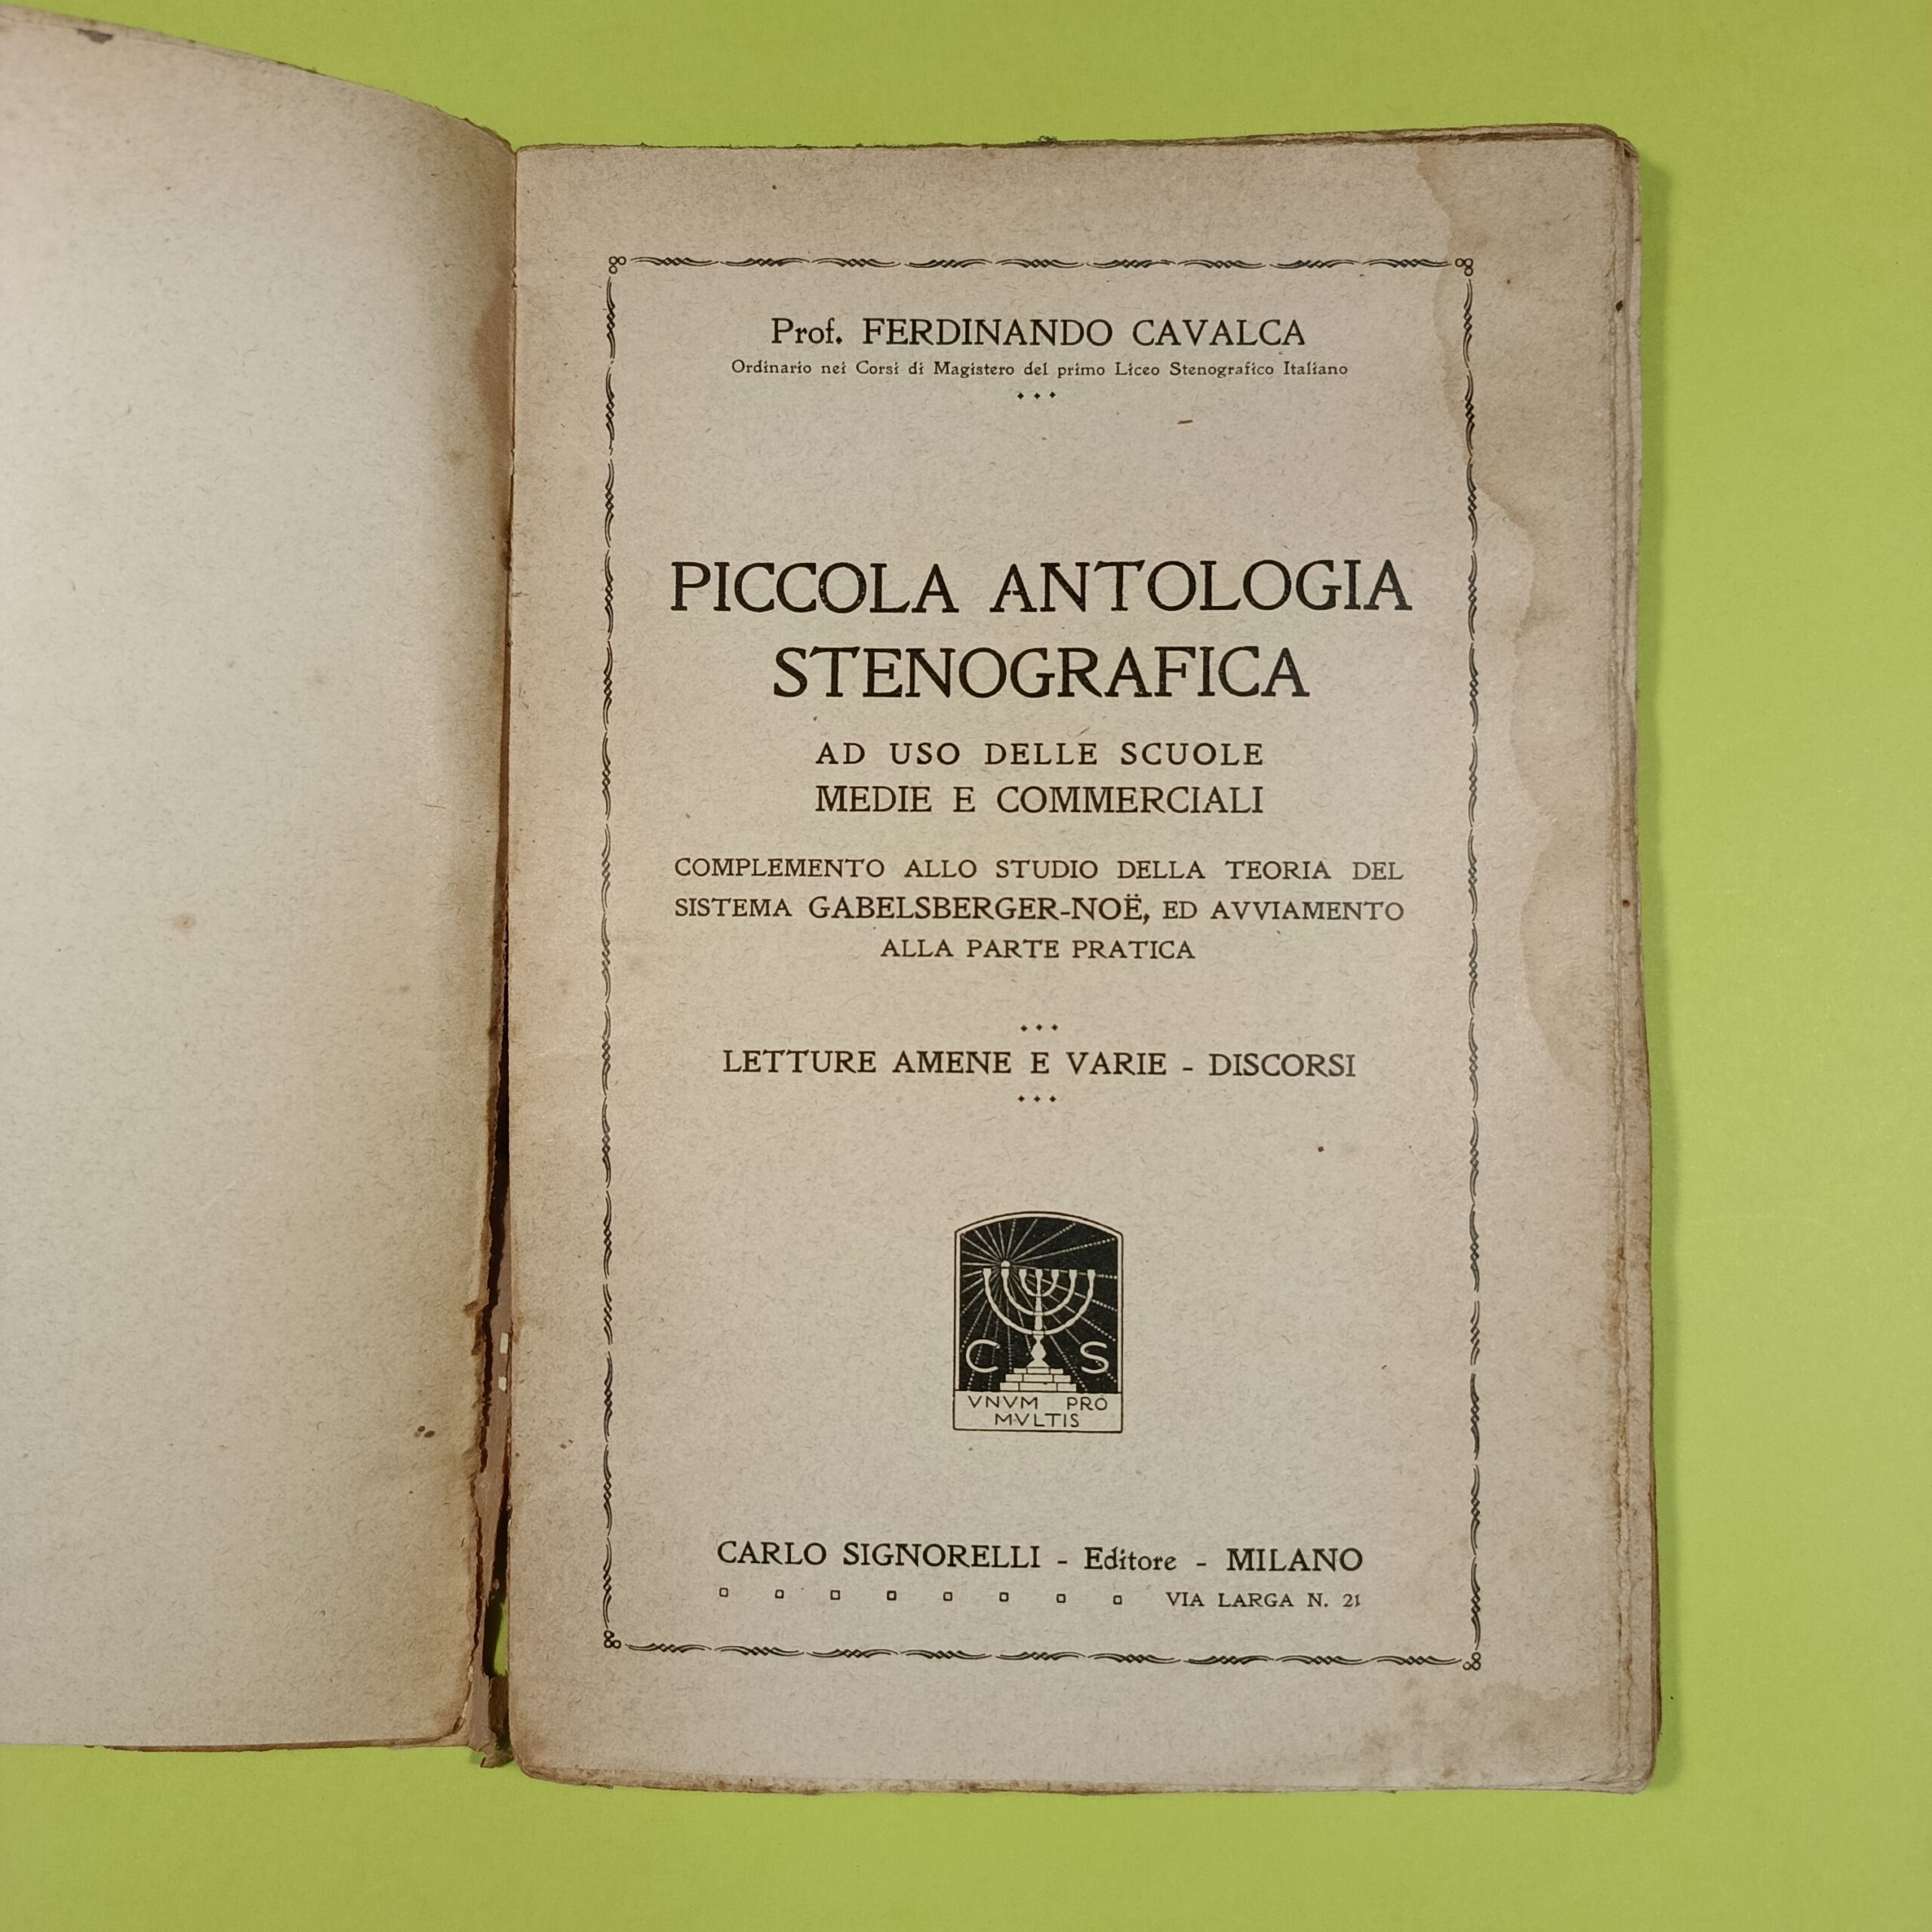 Prof. FERDINANDO CAVALCA
Ordinario nei Corsi di Magistero del primo Liceo Stenografico Italiano
PICCOLA ANTOLOGIA
STENOGRAFICA
AD USO DELLE SCUOLE
MEDIE E COMMERCIALI
COMPLEMENTO ALLO STUDIO DELLA TEORIA DEL
SISTEMA GABELSBERGER-NOË, ED AVVIAMENTO
ALLA PARTE PRATICA
LETTURE AMENE E VARIE - DISCORSI
C S
VNVM PRO
MVLTIS
CARLO SIGNORELLI - Editore - MILANO
VIA LARGA N. 21